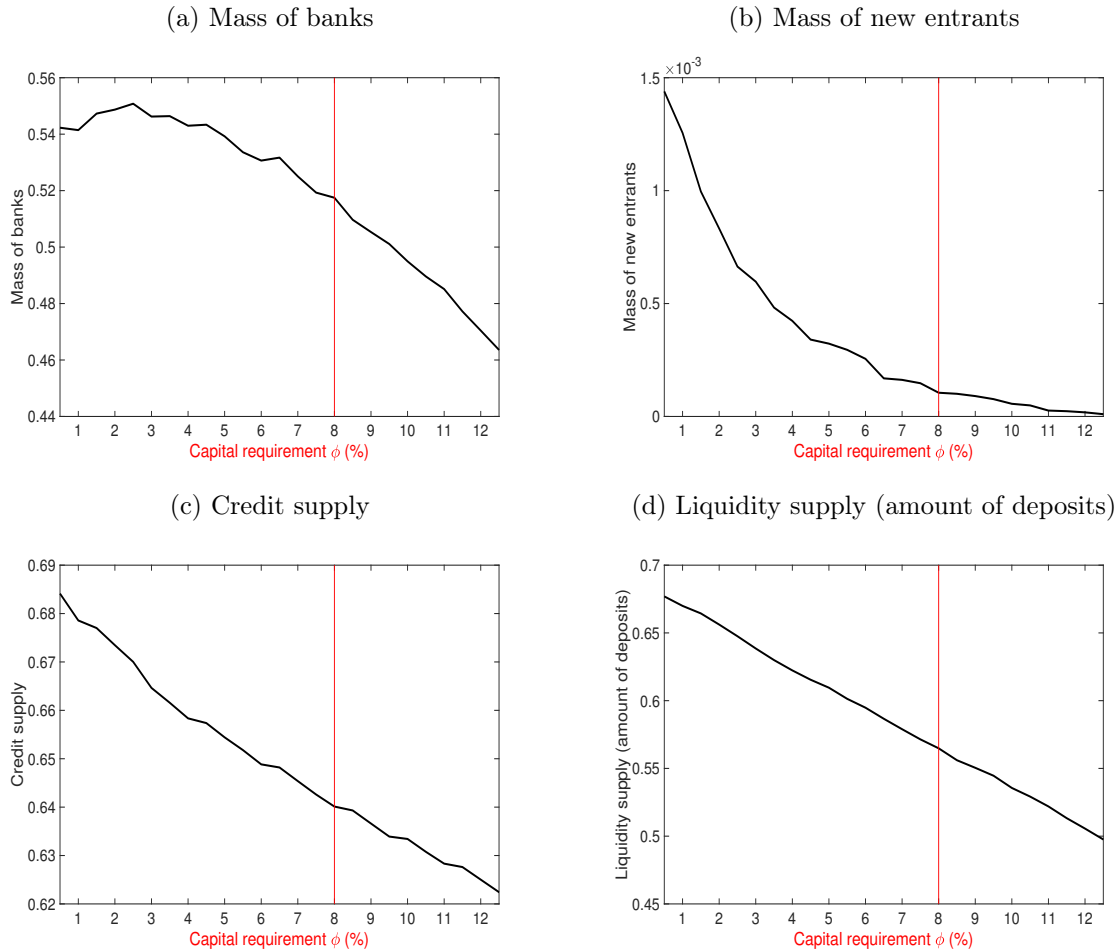 (a) Mass of banks
0.56
0.54
0.52
0.5
0.48
0.46
0.44
Mass of banks
1 2 3 4 5 6 7 8 9 10 11 12
Capital requirement ϕ (%)
(b) Mass of new entrants
×10⁻³
1.5
1
0.5
0
Mass of new entrants
1 2 3 4 5 6 7 8 9 10 11 12
Capital requirement ϕ (%)
(c) Credit supply
0.69
0.68
0.67
0.66
0.65
0.64
0.63
0.62
Credit supply
1 2 3 4 5 6 7 8 9 10 11 12
Capital requirement ϕ (%)
(d) Liquidity supply (amount of deposits)
0.7
0.65
0.6
0.55
0.5
0.45
Liquidity supply (amount of deposits)
1 2 3 4 5 6 7 8 9 10 11 12
Capital requirement ϕ (%)